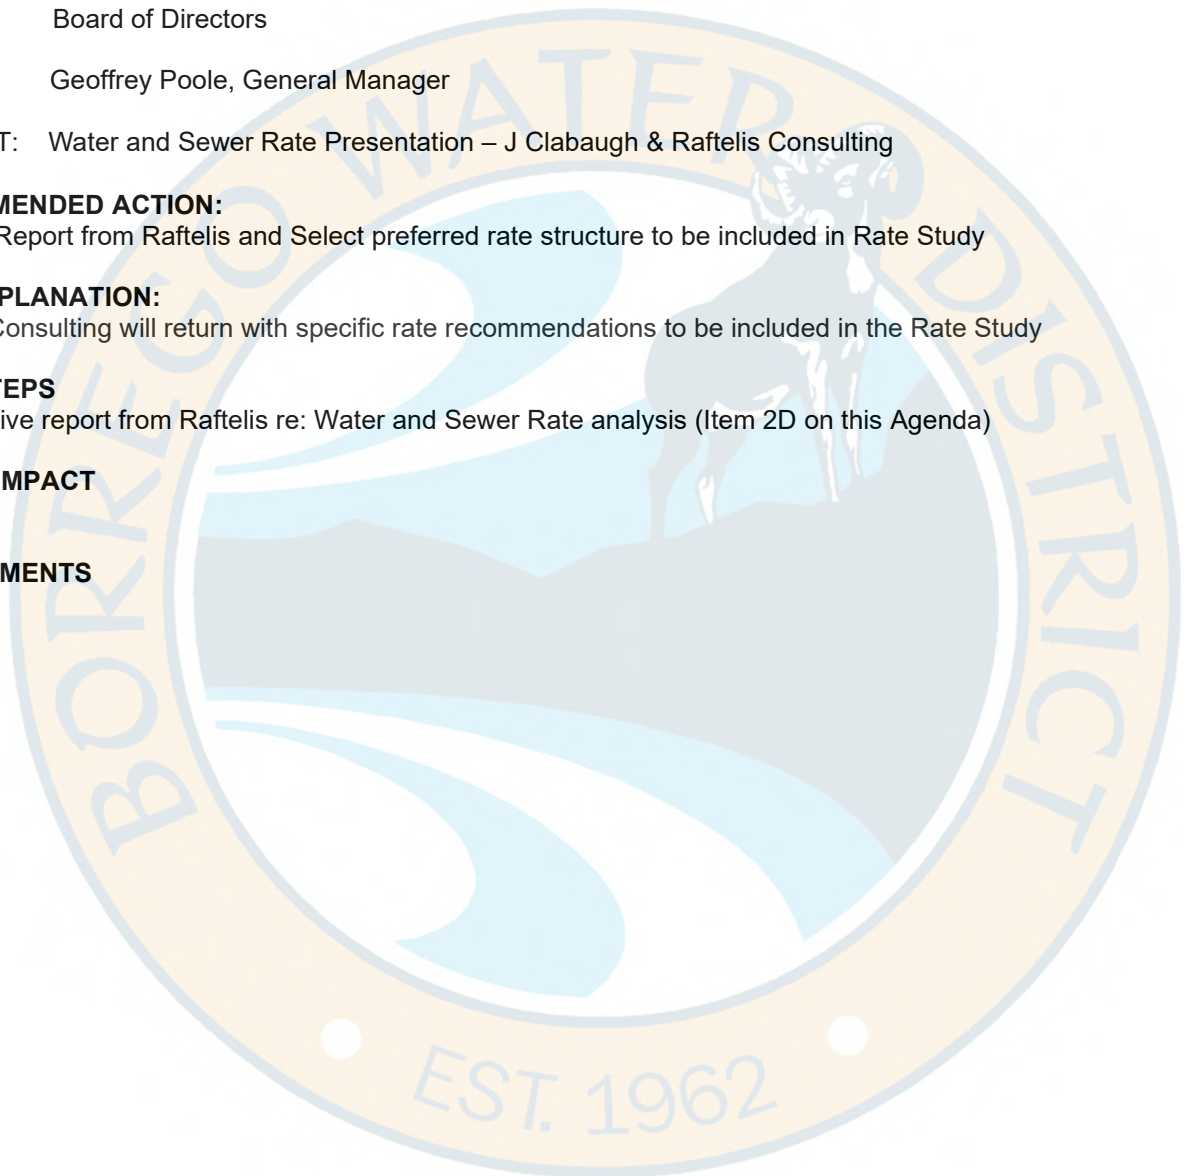 Board of Directors
Geoffrey Poole, General Manager
T: Water and Sewer Rate Presentation – J Clabaugh & Raftelis Consulting
MENDED ACTION:
Report from Raftelis and Select preferred rate structure to be included in Rate Study
PLANATION:
Consulting will return with specific rate recommendations to be included in the Rate Study
TEPS
ive report from Raftelis re: Water and Sewer Rate analysis (Item 2D on this Agenda)
MPACT
MENTS
BORREGO WATER DISTRICT
EST. 1962